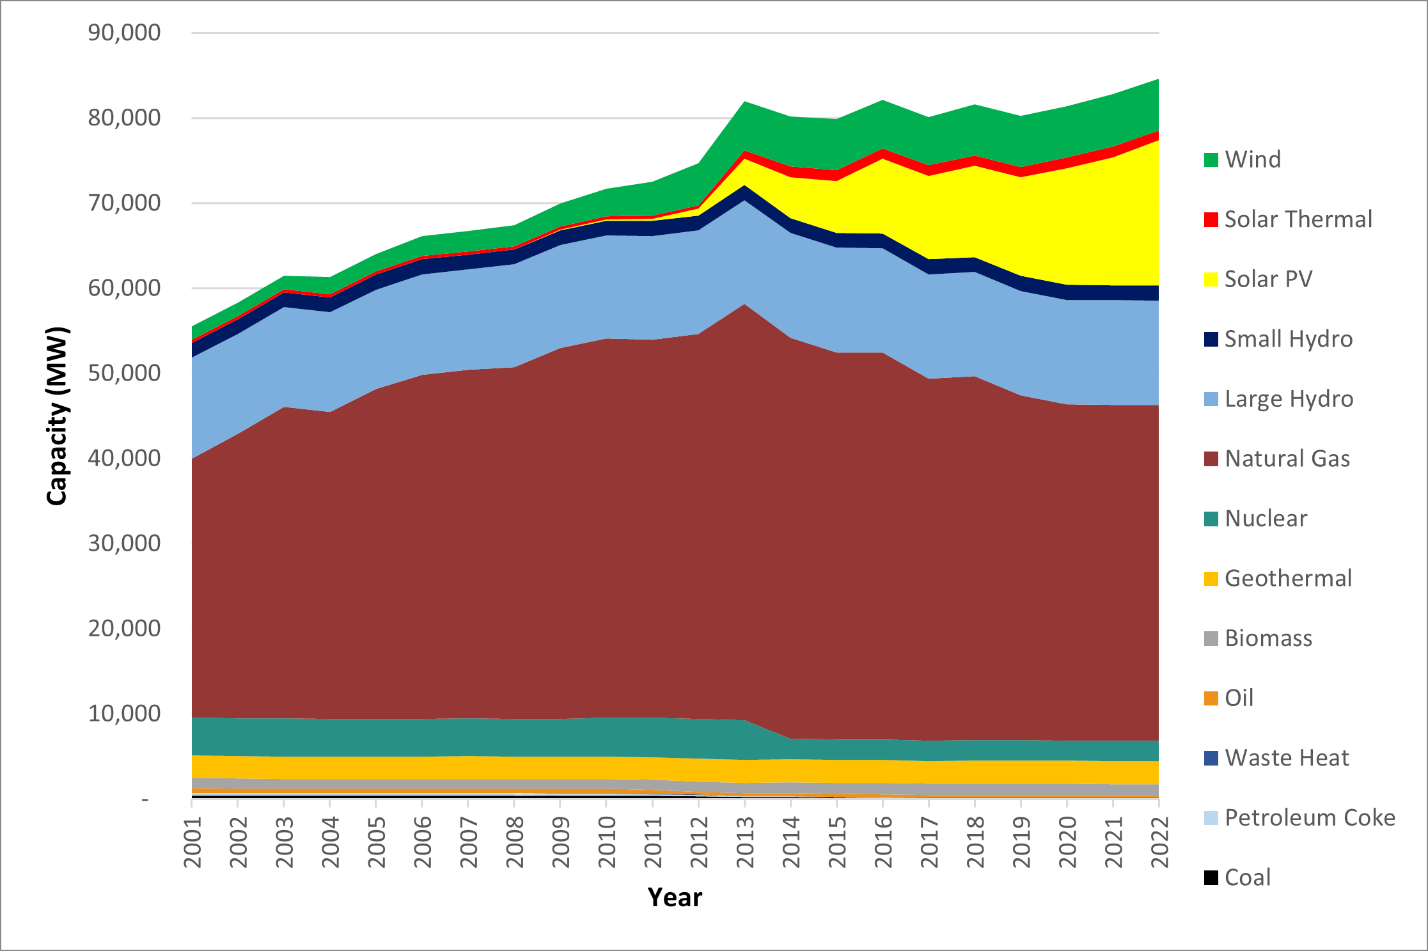 90,000
80,000
70,000
60,000
50,000
40,000
30,000
20,000
10,000
-
Capacity (MW)
2001
2002
2003
2004
2005
2006
2007
2008
2009
2010
2011
2012
2013
2014
2015
2016
2017
2018
2019
2020
2021
2022
Year
Wind
Solar Thermal
Solar PV
Small Hydro
Large Hydro
Natural Gas
Nuclear
Geothermal
Biomass
Oil
Waste Heat
Petroleum Coke
Coal